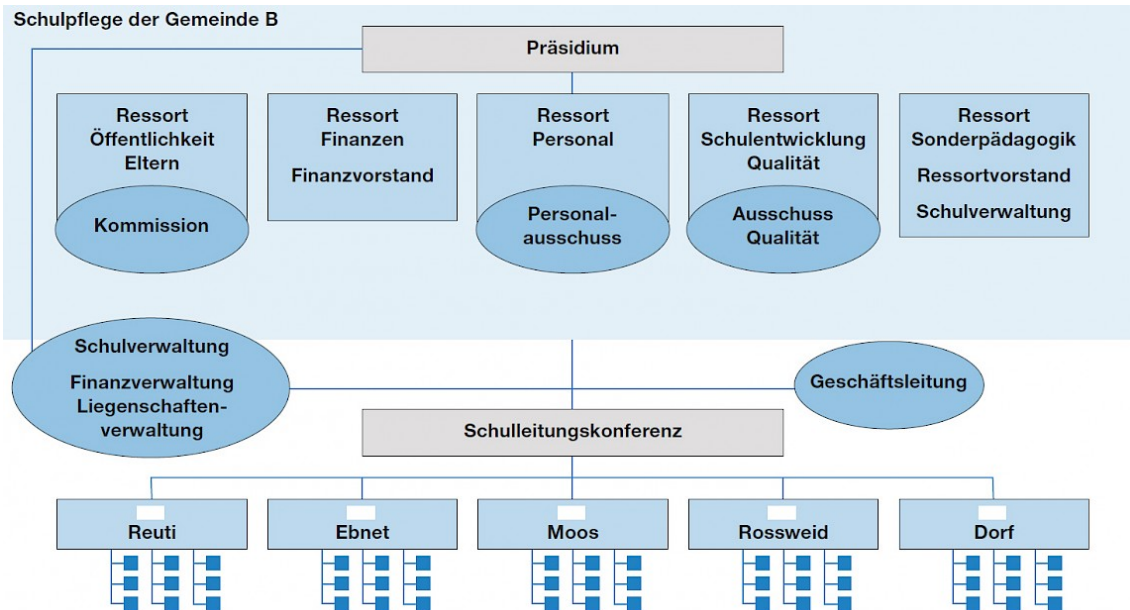 Schulpflege der Gemeinde B
Präsidium
Ressort
Öffentlichkeit
Eltern
Kommission
Ressort
Finanzen
Finanzvorstand
Ressort
Personal
Personal-
ausschuss
Ressort
Schulentwicklung
Qualität
Ausschuss
Qualität
Ressort
Sonderpädagogik
Ressortvorstand
Schulverwaltung
Schulverwaltung
Finanzverwaltung
Liegenschaften-
verwaltung
Geschäftsleitung
Schulleitungskonferenz
Reuti
Ebnet
Moos
Rossweid
Dorf